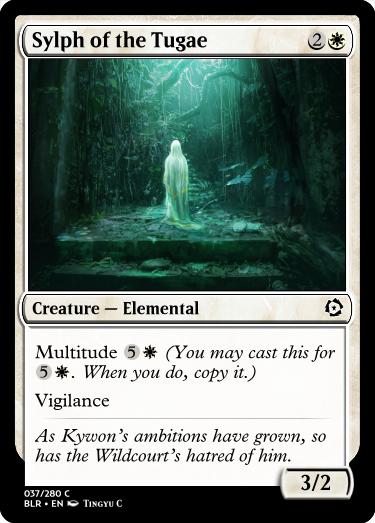 Sylph of the Tugae 2
Creature — Elemental
Multitude 5 (You may cast this for
5. When you do, copy it.)
Vigilance
As Kywon's ambitions have grown, so
has the Wildcourt's hatred of him.
3/2
037/280 C
BLR • EN Tingyu C